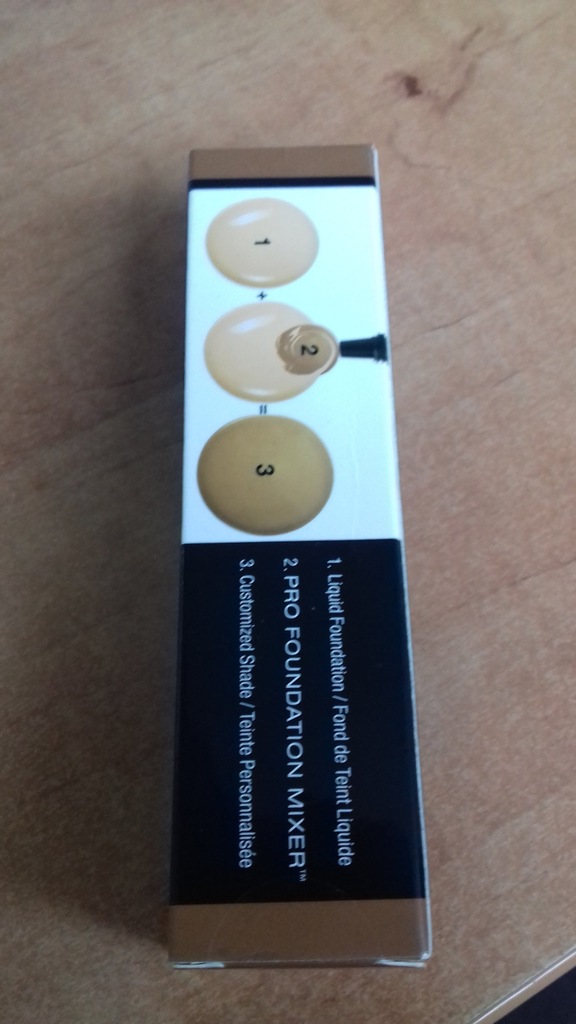 1
+
2
=
3
1. Liquid Foundation / Fond de Teint Liquide
2. PRO FOUNDATION MIXER™
3. Customized Shade / Teinte Personnalisée